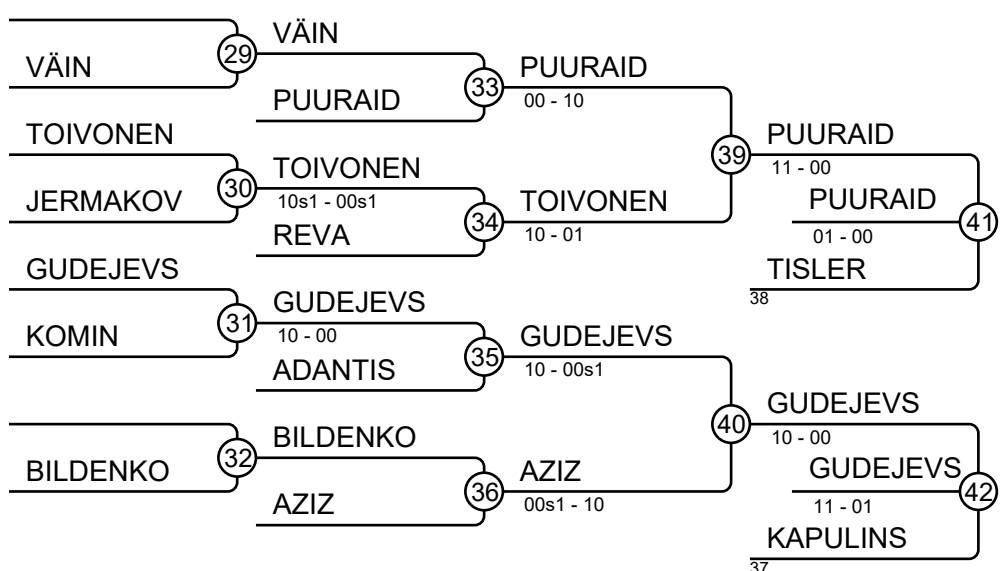 VÄIN
29
VÄIN
PUURAID
33
PUURAID
00 - 10
TOIVONEN
JERMAKOV
30
TOIVONEN
10s1 - 00s1
REVA
34
TOIVONEN
10 - 01
39
PUURAID
11 - 00
PUURAID
01 - 00
41
TISLER
38
GUDEJEVS
KOMIN
31
GUDEJEVS
10 - 00
ADANTIS
35
GUDEJEVS
10 - 00s1
BILDENKO
32
BILDENKO
AZIZ
36
AZIZ
00s1 - 10
40
GUDEJEVS
10 - 00
GUDEJEVS
11 - 01
42
KAPULINS
37